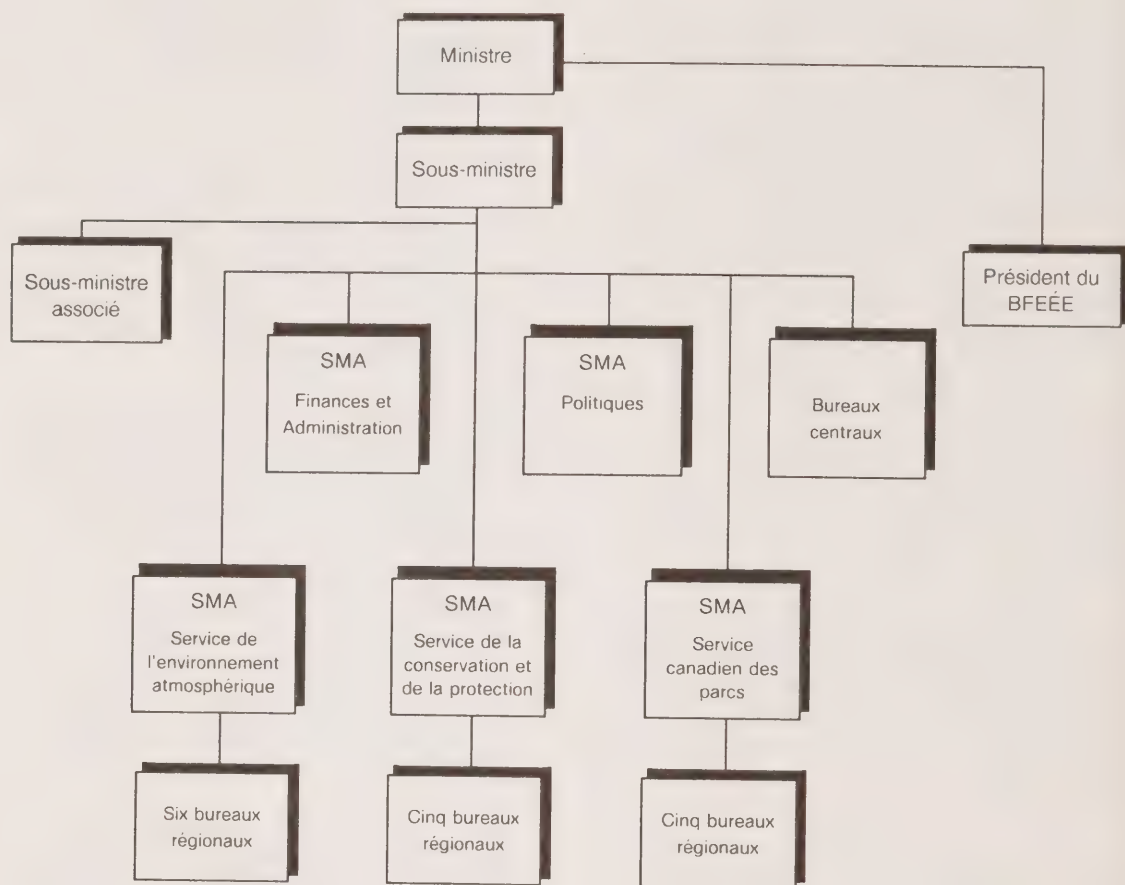 Ministre
Sous-ministre
Sous-ministre
associé
Président du
BFEÉE
SMA
Finances et
Administration
SMA
Politiques
Bureaux
centraux
SMA
Service de
l'environnement
atmosphérique
SMA
Service de la
conservation et
de la protection
SMA
Service
canadien des
parcs
Six bureaux
régionaux
Cinq bureaux
régionaux
Cinq bureaux
régionaux